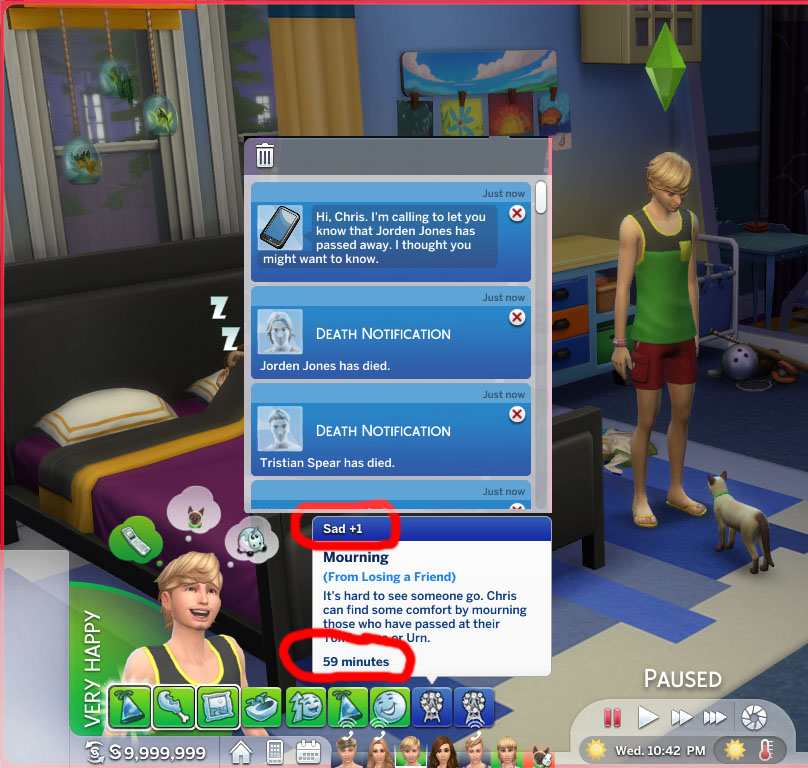 Just now
Hi, Chris. I'm calling to let you
know that Jorden Jones has
passed away. I thought you
might want to know.
Just now
DEATH NOTIFICATION
Jorden Jones has died.
Just now
DEATH NOTIFICATION
Tristian Spear has died.
Just now
Z
Z
Sad +1
Mourning
(From Losing a Friend)
It's hard to see someone go. Chris
can find some comfort by mourning
those who have passed at their
or Urn.
59 minutes
VERY HAPPY
PAUSED
§9,999,999
Wed. 10:42 PM